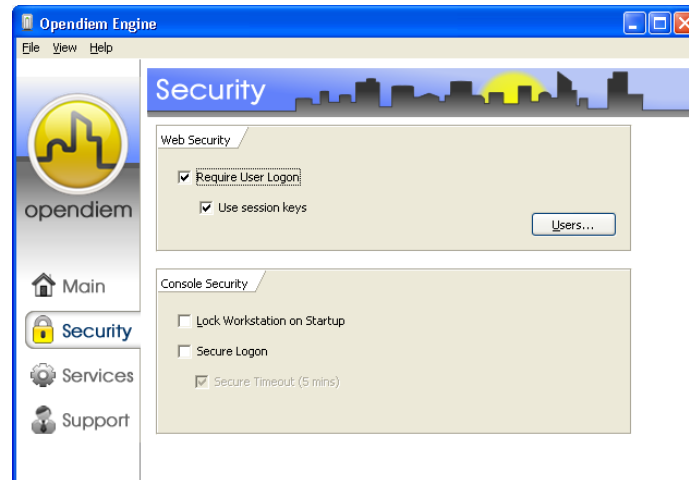 Opendiem Engine
File View Help
Security
opendiem
Main
Security
Services
Support
Web Security
Require User Logon
Use session keys
Users...
Console Security
Lock Workstation on Startup
Secure Logon
Secure Timeout (5 mins)